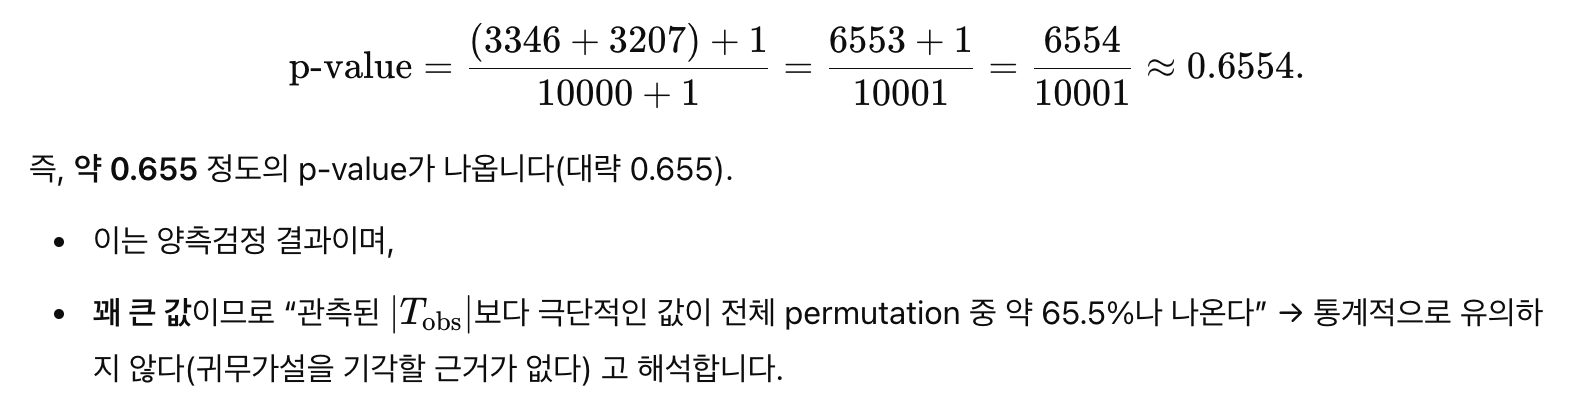 p-value = \frac{(3346 + 3207) + 1}{10000 + 1} = \frac{6553 + 1}{10001} = \frac{6554}{10001} ≈ 0.6554.
즉, 약 0.655 정도의 p-value가 나옵니다(대략 0.655).
• 이는 양측검정 결과이며,
• 꽤 큰 값이므로 “관측된 |T_{obs}|보다 극단적인 값이 전체 permutation 중 약 65.5%나 나온다” → 통계적으로 유의하
지 않다(귀무가설을 기각할 근거가 없다) 고 해석합니다.